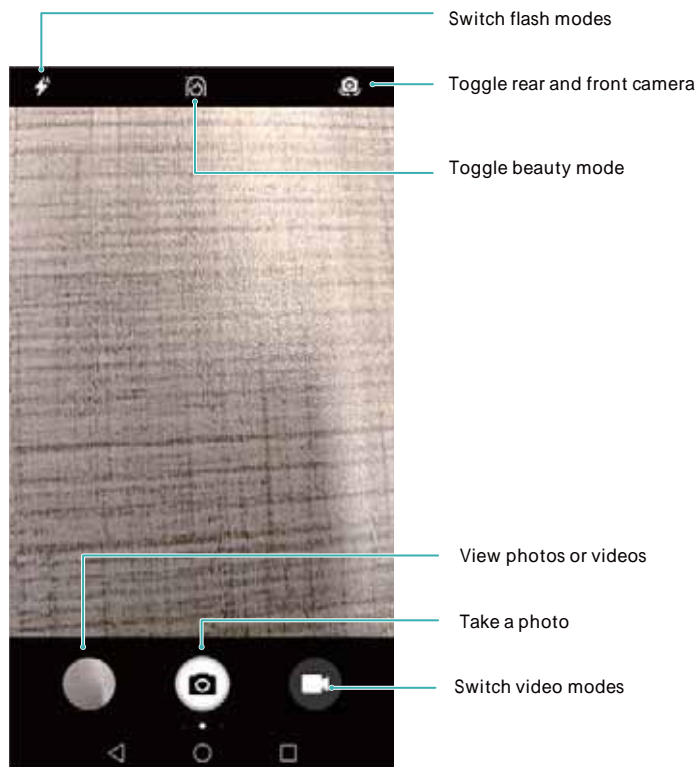 Switch flash modes
Toggle rear and front camera
Toggle beauty mode
View photos or videos
Take a photo
Switch video modes